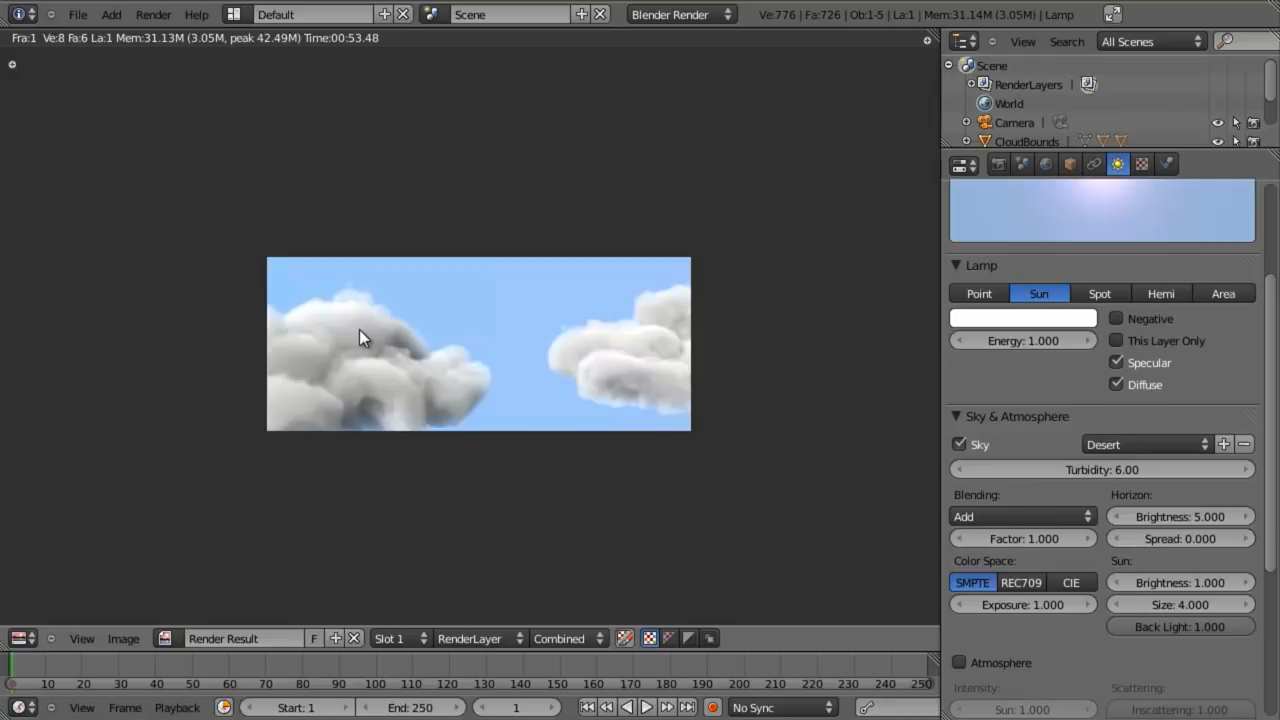 File Add Render Help Default Scene Blender Render Ve:776 | Fa:726 | Ob:1-5 | La:1 | Mem:31.14M (3.05M) | Lamp
Fra:1 Ve:8 Fa:6 La:1 Mem:31.13M (3.05M, peak 42.49M) Time:00:53.48
View Search All Scenes
Scene
RenderLayers |
World
Camera |
CloudBounds |
Lamp
Point Sun Spot Hemi Area
Negative
Energy: 1.000 This Layer Only
Specular
Diffuse
Sky & Atmosphere
Sky Desert
Turbidity: 6.00
Blending: Horizon:
Add Brightness: 5.000
Factor: 1.000 Spread: 0.000
Color Space: Sun:
SMPTE REC709 CIE Brightness: 1.000
Exposure: 1.000 Size: 4.000
Back Light: 1.000
Atmosphere
Intensity: Scattering:
Sun: 1.000 Inscattering: 1.000
View Image Render Result F Slot 1 RenderLayer Combined
10 20 30 40 50 60 70 80 90 100 110 120 130 140 150 160 170 180 190 200 210 220 230 240 250
View Frame Playback Start: 1 End: 250 1 No Sync